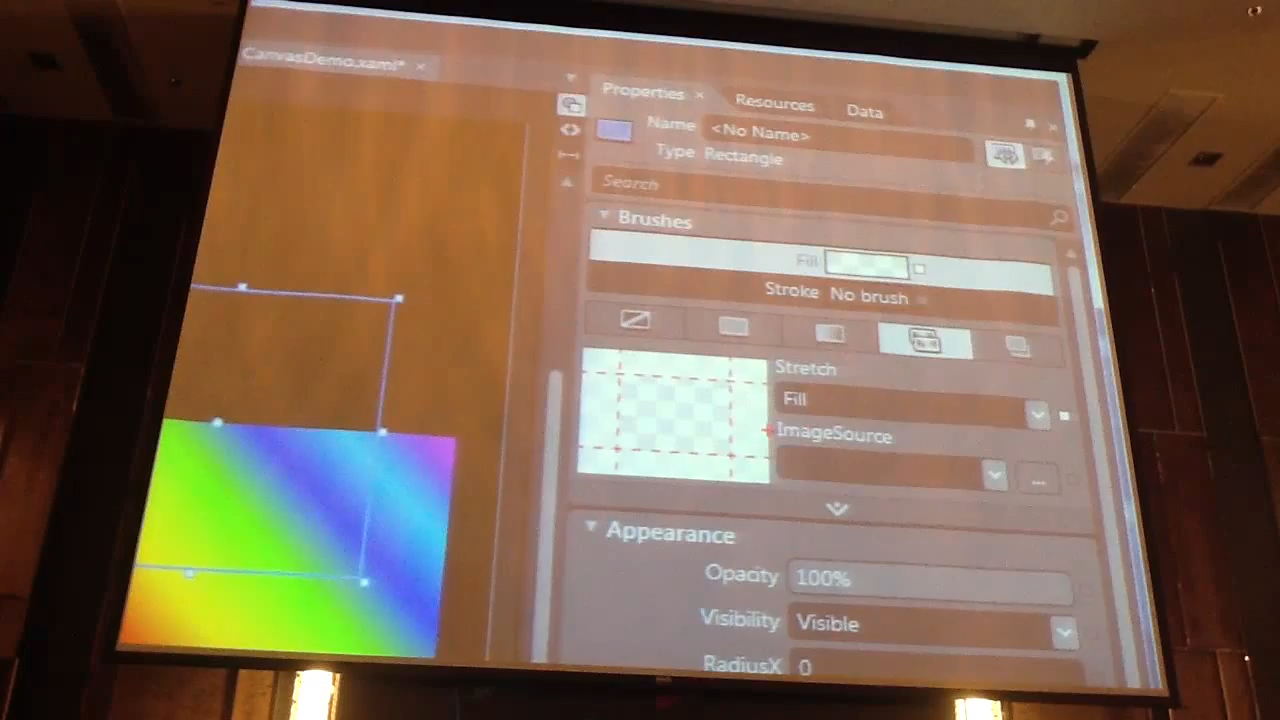 CanvasDemo.xaml* ×
Properties × Resources Data
Name <No Name>
Type Rectangle
Search
Brushes
Fill
Stroke No brush
Stretch
Fill
ImageSource
...
Appearance
Opacity 100%
Visibility Visible
RadiusX 0